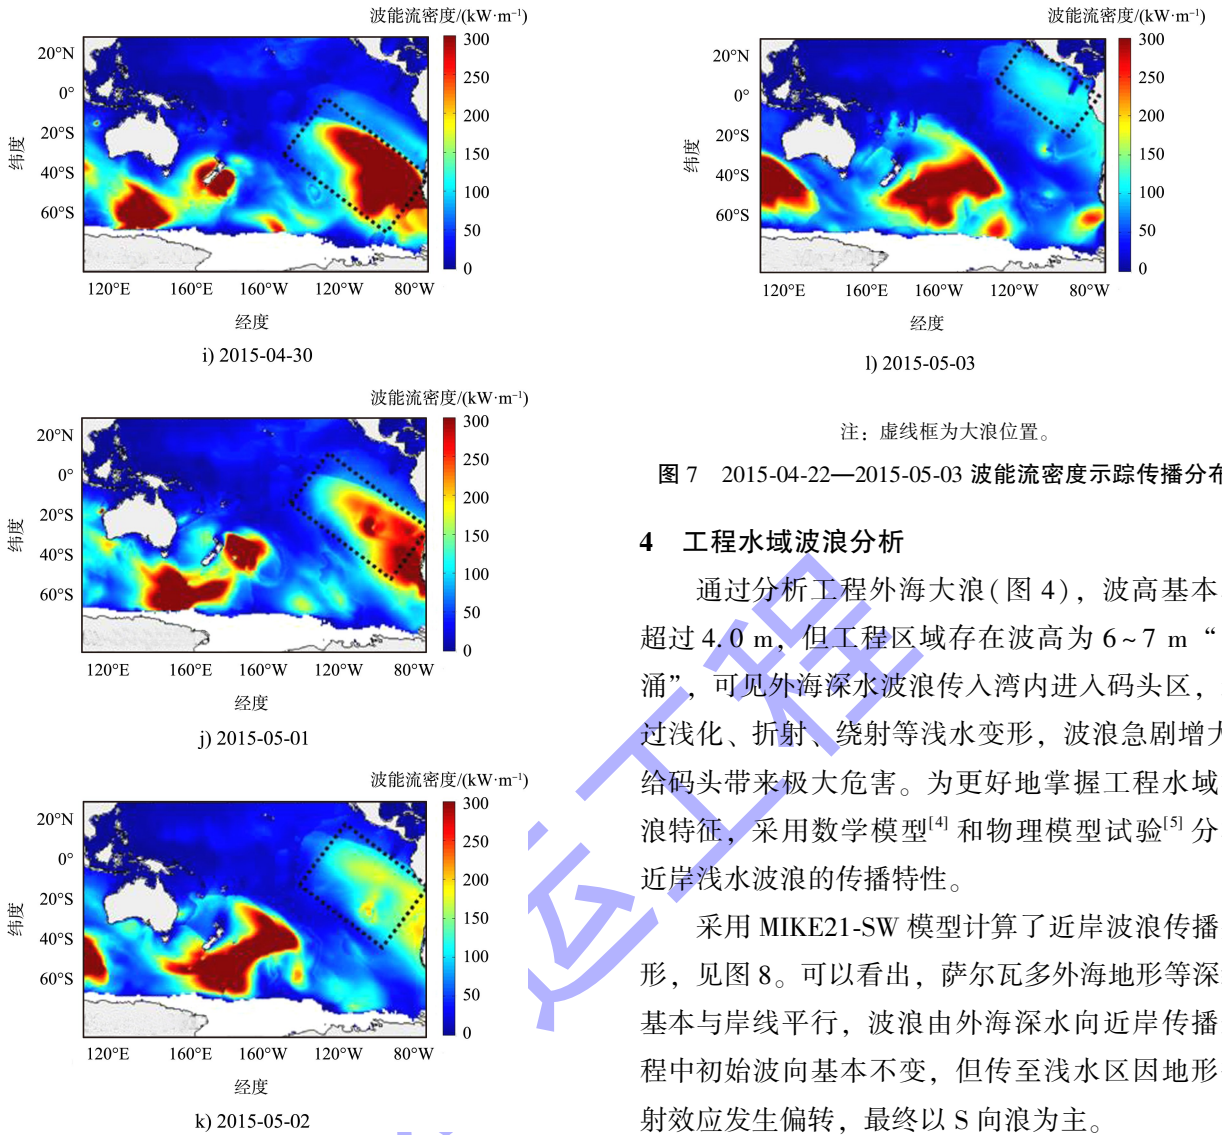 波能流密度/(kW·m⁻¹)
300
250
200
150
100
50
0
20°N
0°
20°S
40°S
60°S
纬度
120°E 160°E 160°W 120°W 80°W
经度
i) 2015-04-30
波能流密度/(kW·m⁻¹)
300
250
200
150
100
50
0
20°N
0°
20°S
40°S
60°S
纬度
120°E 160°E 160°W 120°W 80°W
经度
j) 2015-05-01
波能流密度/(kW·m⁻¹)
300
250
200
150
100
50
0
20°N
0°
20°S
40°S
60°S
纬度
120°E 160°E 160°W 120°W 80°W
经度
k) 2015-05-02
波能流密度/(kW·m⁻¹)
300
250
200
150
100
50
0
20°N
0°
20°S
40°S
60°S
纬度
120°E 160°E 160°W 120°W 80°W
经度
l) 2015-05-03
注：虚线框为大浪位置。
图 7 2015-04-22—2015-05-03 波能流密度示踪传播分布
4 工程水域波浪分析
通过分析工程外海大浪(图 4)，波高基本
超过 4.0 m，但工程区域存在波高为 6~7 m“
涌”，可见外海深水波浪传入湾内进入码头区，
过浅化、折射、绕射等浅水变形，波浪急剧增大
给码头带来极大危害。为更好地掌握工程水域
浪特征，采用数学模型[4]和物理模型试验[5]分
近岸浅水波浪的传播特性。
采用 MIKE21-SW 模型计算了近岸波浪传播
形，见图 8。可以看出，萨尔瓦多外海地形等深
基本与岸线平行，波浪由外海深水向近岸传播
程中初始波向基本不变，但传至浅水区因地形
射效应发生偏转，最终以 S 向浪为主。
运工程